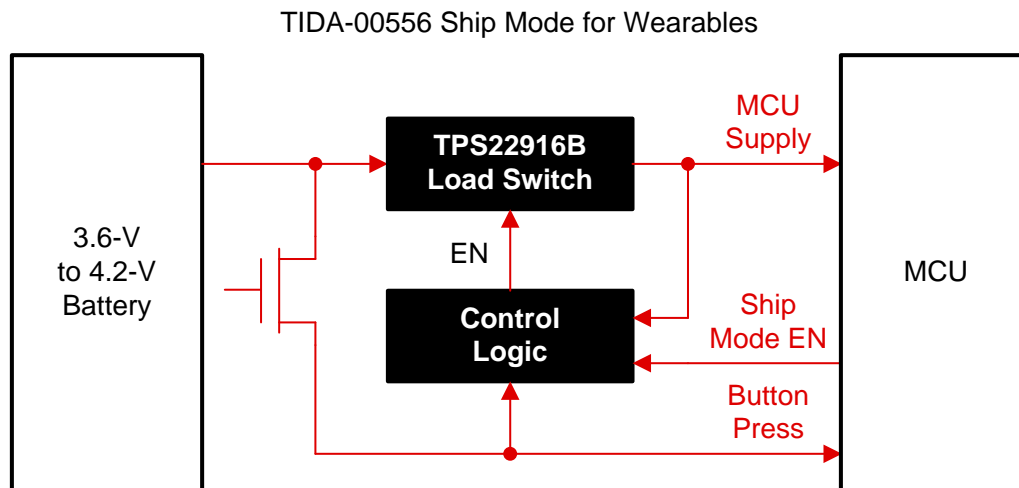 TIDA-00556 Ship Mode for Wearables
3.6-V
to 4.2-V
Battery
TPS22916B
Load Switch
MCU
Supply
EN
Control
Logic
Ship
Mode EN
Button
Press
MCU